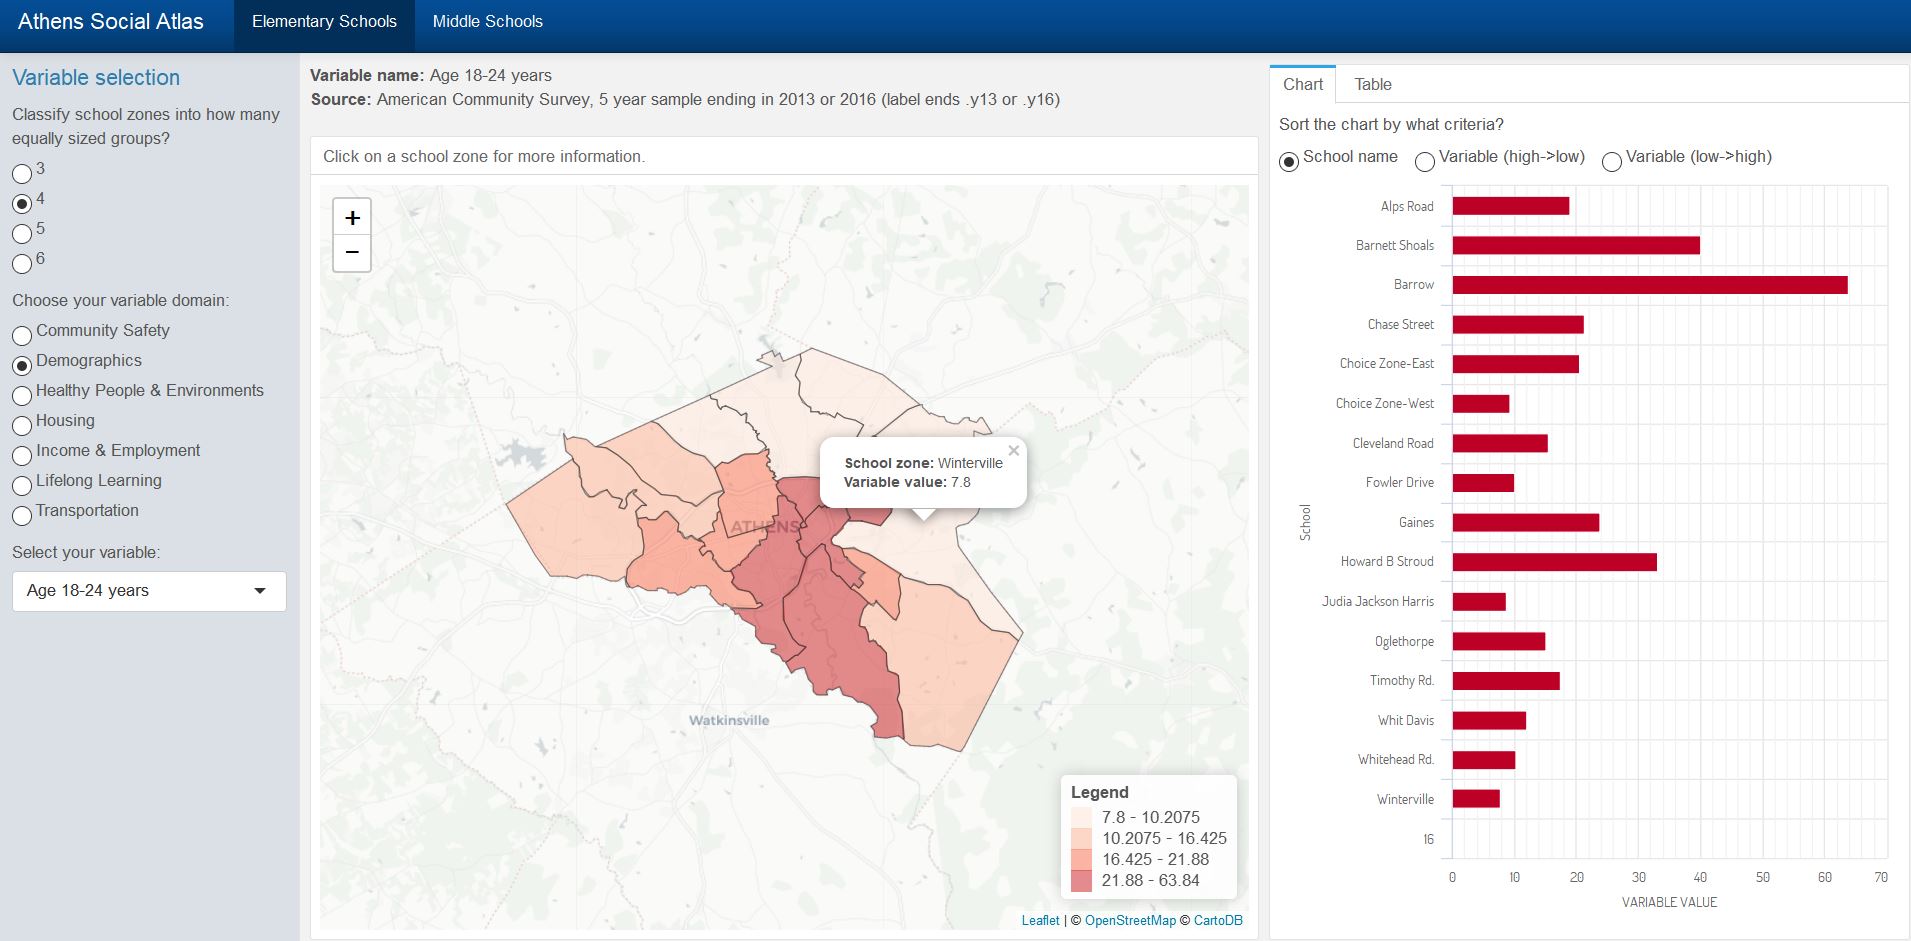 Athens Social Atlas
Elementary Schools
Middle Schools
Variable selection
Classify school zones into how many
equally sized groups?
3
4
5
6
Choose your variable domain:
Community Safety
Demographics
Healthy People & Environments
Housing
Income & Employment
Lifelong Learning
Transportation
Select your variable:
Age 18-24 years
Variable name: Age 18-24 years
Source: American Community Survey, 5 year sample ending in 2013 or 2016 (label ends .y13 or .y16)
Click on a school zone for more information.
+
−
School zone: Winterville
Variable value: 7.8
×
ATHENS
Watkinsville
Legend
7.8 - 10.2075
10.2075 - 16.425
16.425 - 21.88
21.88 - 63.84
Leaflet | © OpenStreetMap © CartoDB
Chart
Table
Sort the chart by what criteria?
School name
Variable (high->low)
Variable (low->high)
School
Alps Road
Barnett Shoals
Barrow
Chase Street
Choice Zone-East
Choice Zone-West
Cleveland Road
Fowler Drive
Gaines
Howard B Stroud
Judia Jackson Harris
Oglethorpe
Timothy Rd.
Whit Davis
Whitehead Rd.
Winterville
16
0 10 20 30 40 50 60 70
VARIABLE VALUE